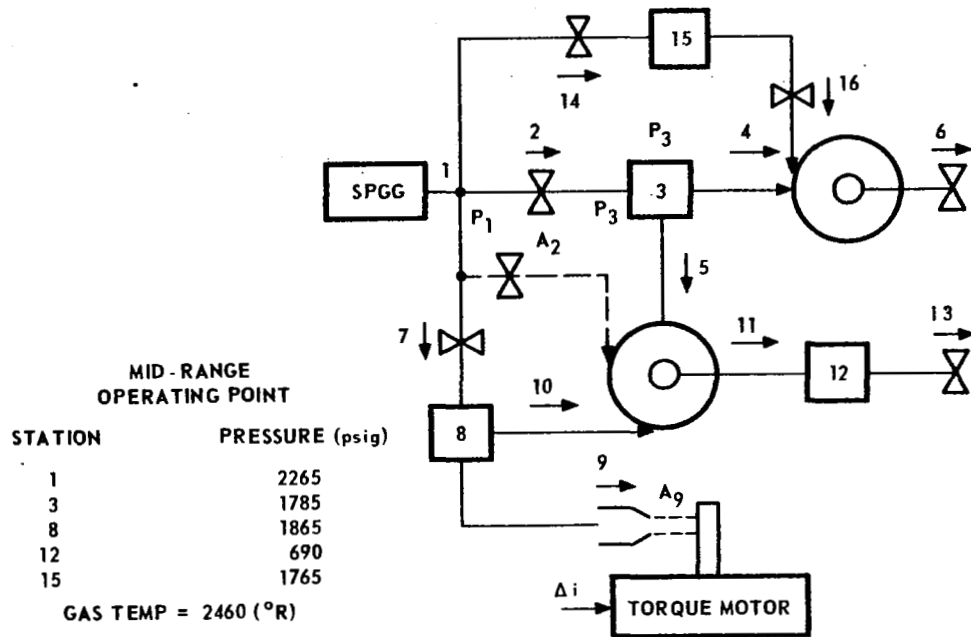 15
14
16
2
P3
4
6
1
SPGG
3
P1
P3
A2
5
7
11
13
12
10
8
9
A9
Δi
TORQUE MOTOR
MID-RANGE
OPERATING POINT
STATION PRESSURE (psig)
1 2265
3 1785
8 1865
12 690
15 1765
GAS TEMP = 2460 (°R)